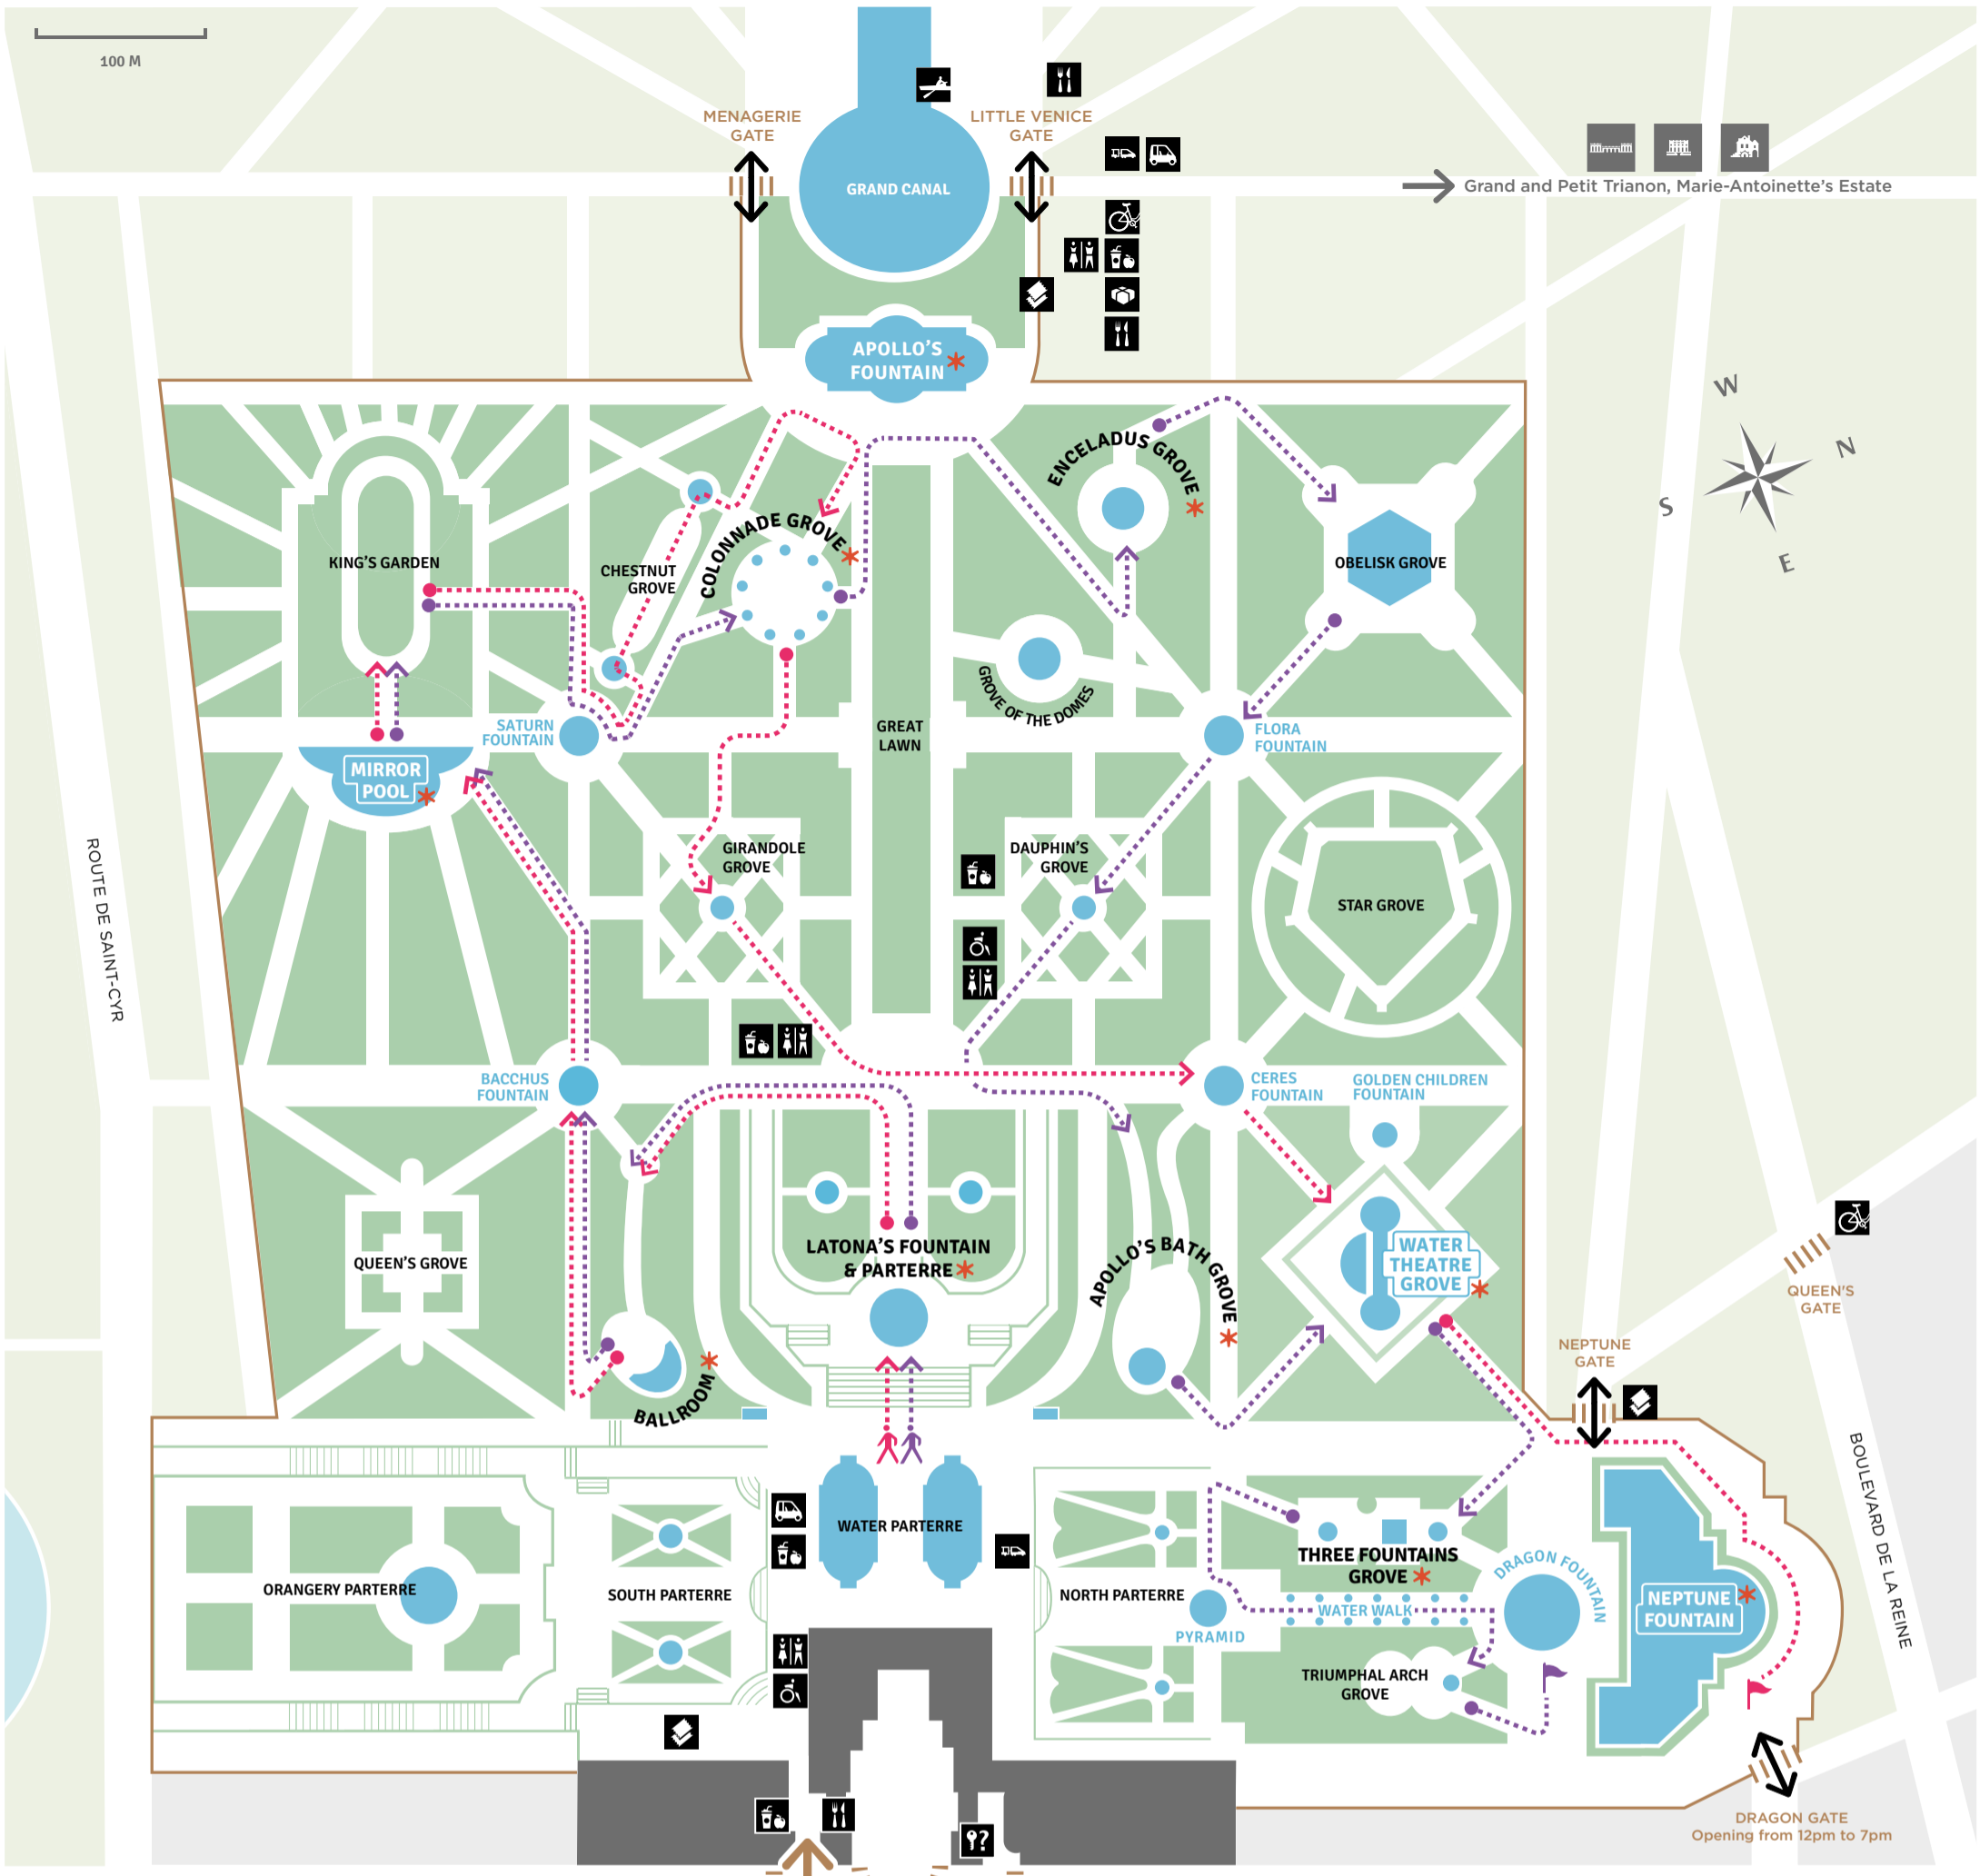 100 M
MENAGERIE
GATE
LITTLE VENICE
GATE
GRAND CANAL
Grand and Petit Trianon, Marie-Antoinette's Estate
APOLLO'S
FOUNTAIN
W
N
S
E
ENCELADUS GROVE
KING'S GARDEN
CHESTNUT
GROVE
COLONNADE GROVE
OBELISK GROVE
GROVE OF THE DOMES
SATURN
FOUNTAIN
GREAT
LAWN
FLORA
FOUNTAIN
MIRROR
POOL
ROUTE DE SAINT-CYR
GIRANDOLE
GROVE
DAUPHIN'S
GROVE
STAR GROVE
BACCHUS
FOUNTAIN
CERES
FOUNTAIN
GOLDEN CHILDREN
FOUNTAIN
QUEEN'S GROVE
LATONA'S FOUNTAIN
& PARTERRE
APOLLO'S BATH GROVE
WATER
THEATRE
GROVE
QUEEN'S
GATE
NEPTUNE
GATE
BALLROOM
BOULEVARD DE LA REINE
WATER PARTERRE
ORANGERY PARTERRE
SOUTH PARTERRE
NORTH PARTERRE
THREE FOUNTAINS
GROVE
DRAGON FOUNTAIN
WATER WALK
PYRAMID
NEPTUNE
FOUNTAIN
TRIUMPHAL ARCH
GROVE
?
DRAGON GATE
Opening from 12pm to 7pm